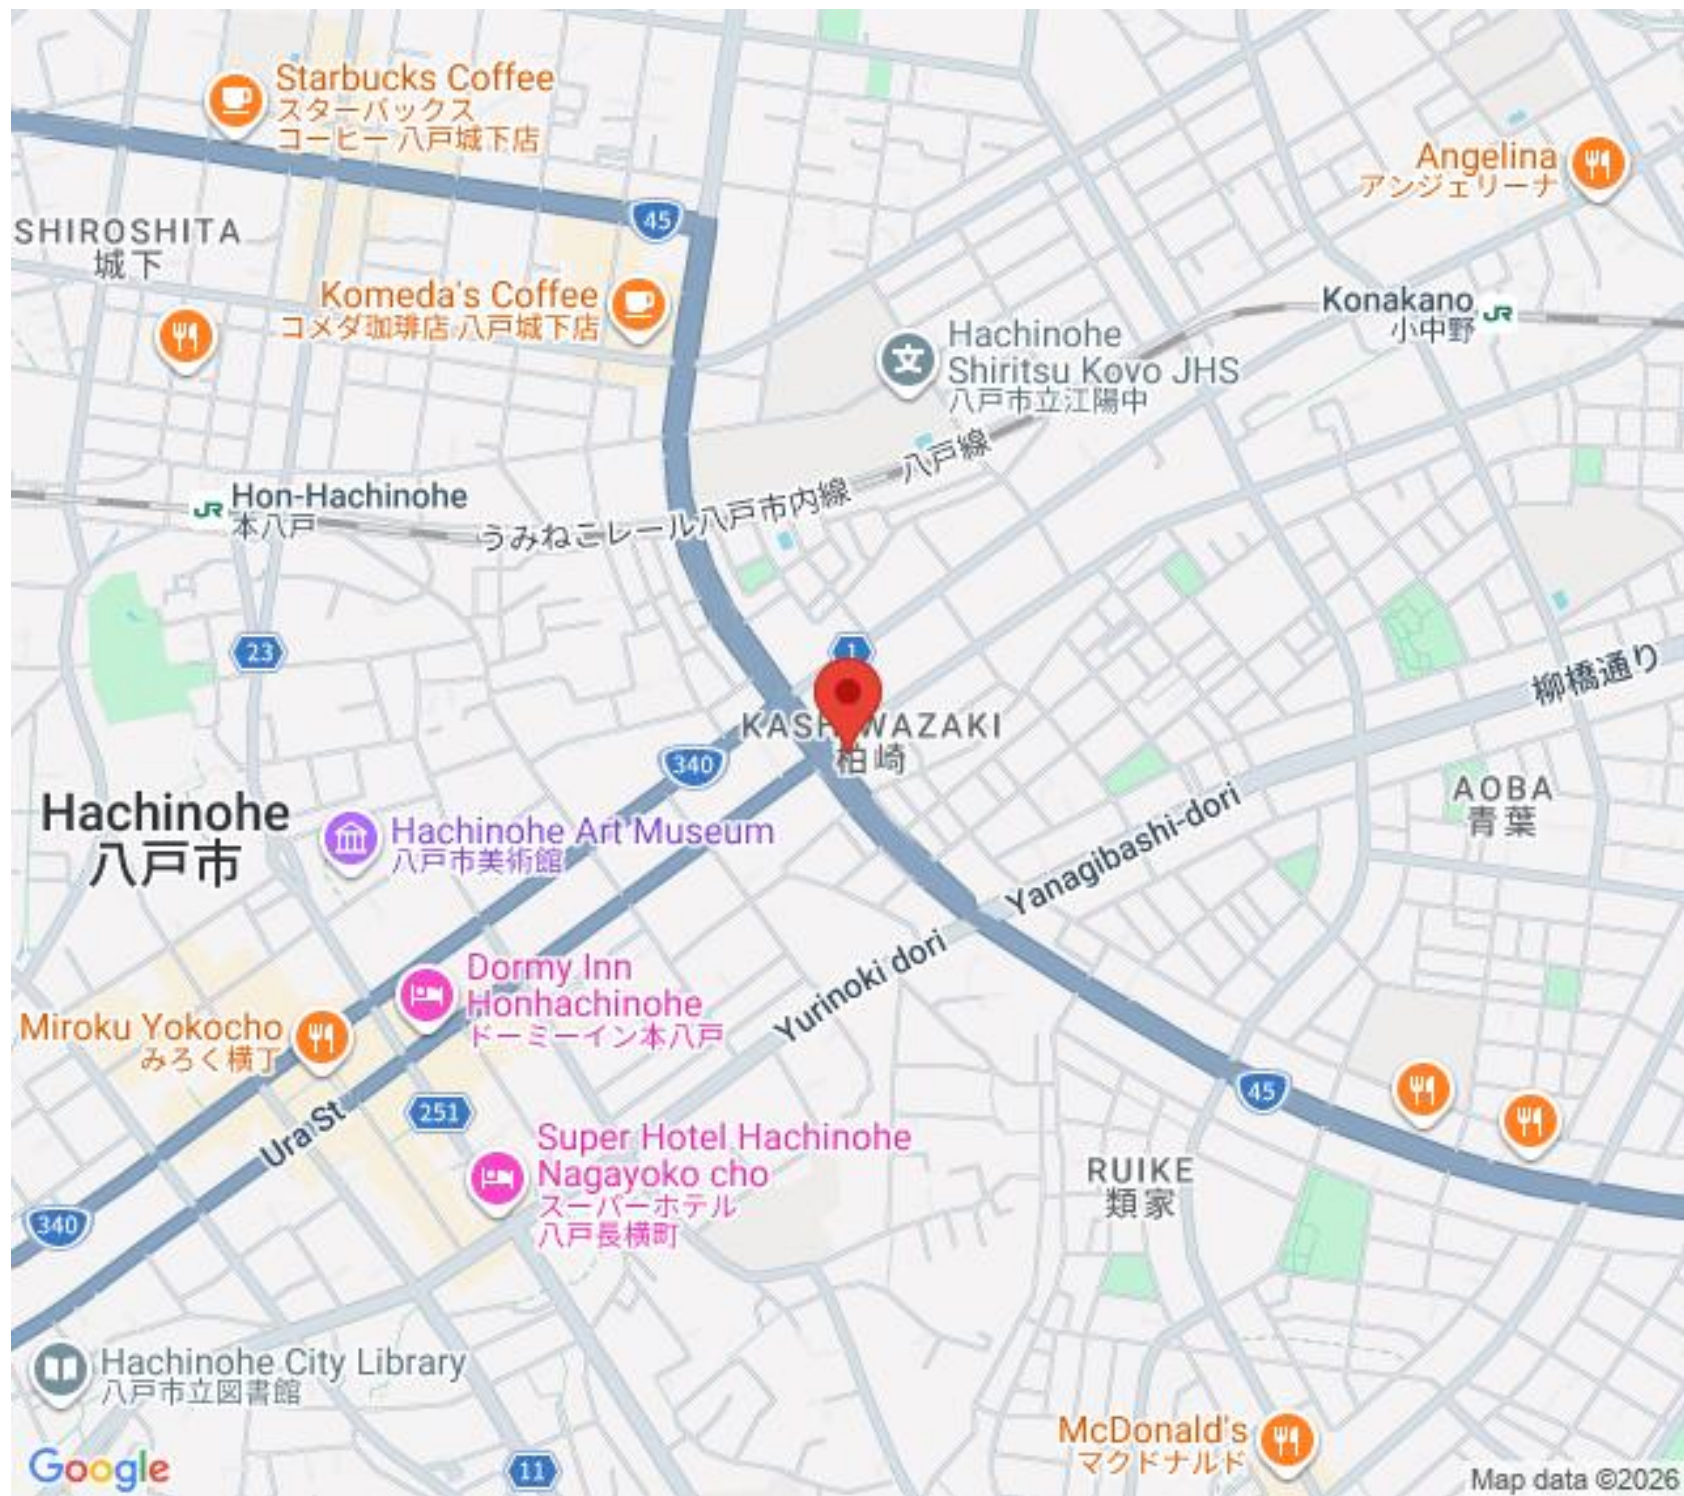 Starbucks Coffee
スターバックス
コーヒー 八戸城下店
Angelina
アンジェリーナ
45
SHIROSHITA
城下
Komeda's Coffee
コメダ珈琲店 八戸城下店
Konakano
小中野
JR
Hachinohe
Shiritsu Koyo JHS
八戸市立江陽中
文
八戸線
JR
Hon-Hachinohe
本八戸
うみねこレール八戸市内線
23
1
柳橋通り
KASHIWAZAKI
柏崎
340
AOBA
青葉
Hachinohe
八戸市
Hachinohe Art Museum
八戸市美術館
Yanagibashi-dori
Yurinoki dori
Dormy Inn
Honhachinohe
ドーミーイン本八戸
Miroku Yokocho
みろく横丁
45
251
Ura St
Super Hotel Hachinohe
Nagayoko cho
スーパーホテル
八戸長横町
RUIKE
類家
340
Hachinohe City Library
八戸市立図書館
McDonald's
マクドナルド
11
Google
Map data ©2026